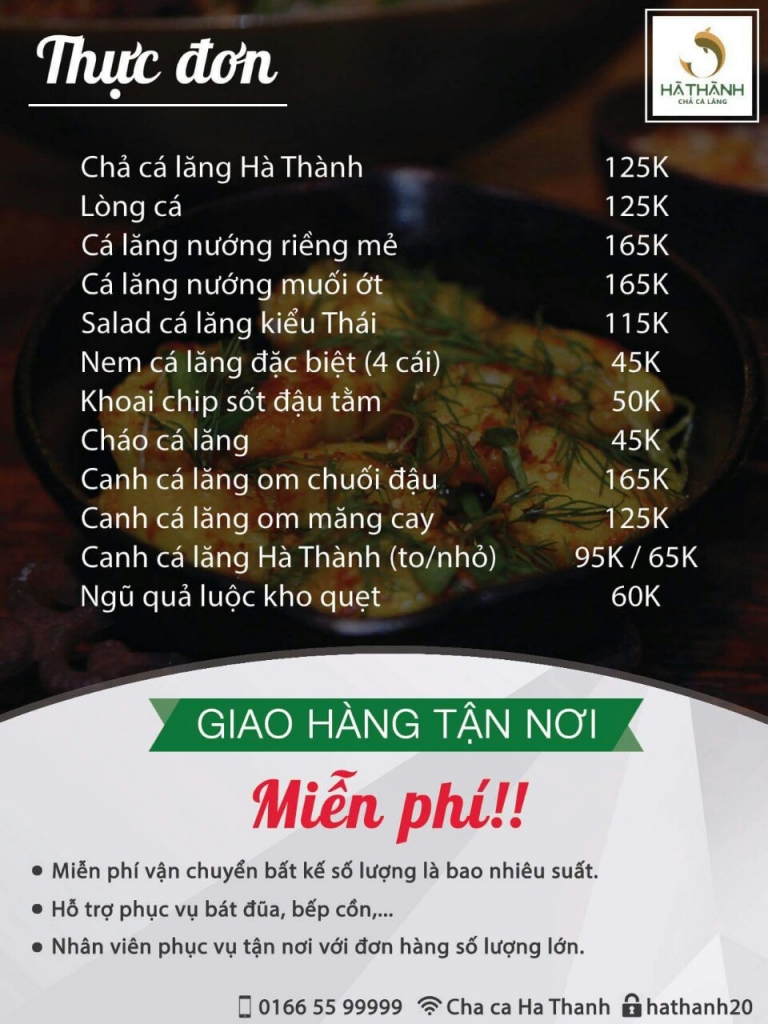 Thực đơn
HÀ THÀNH
CHẢ CÁ LĂNG
Chả cá lăng Hà Thành 125K
Lòng cá 125K
Cá lăng nướng riềng mẻ 165K
Cá lăng nướng muối ớt 165K
Salad cá lăng kiểu Thái 115K
Nem cá lăng đặc biệt (4 cái) 45K
Khoai chip sốt đậu tằm 50K
Cháo cá lăng 45K
Canh cá lăng om chuối đậu 165K
Canh cá lăng om măng cay 125K
Canh cá lăng Hà Thành (to/nhỏ) 95K / 65K
Ngũ quả luộc kho quẹt 60K
GIAO HÀNG TẬN NƠI
Miễn phí!!
• Miễn phí vận chuyển bất kế số lượng là bao nhiêu suất.
• Hỗ trợ phục vụ bát đũa, bếp cồn,...
• Nhân viên phục vụ tận nơi với đơn hàng số lượng lớn.
0166 55 99999 Cha ca Ha Thanh hathanh20